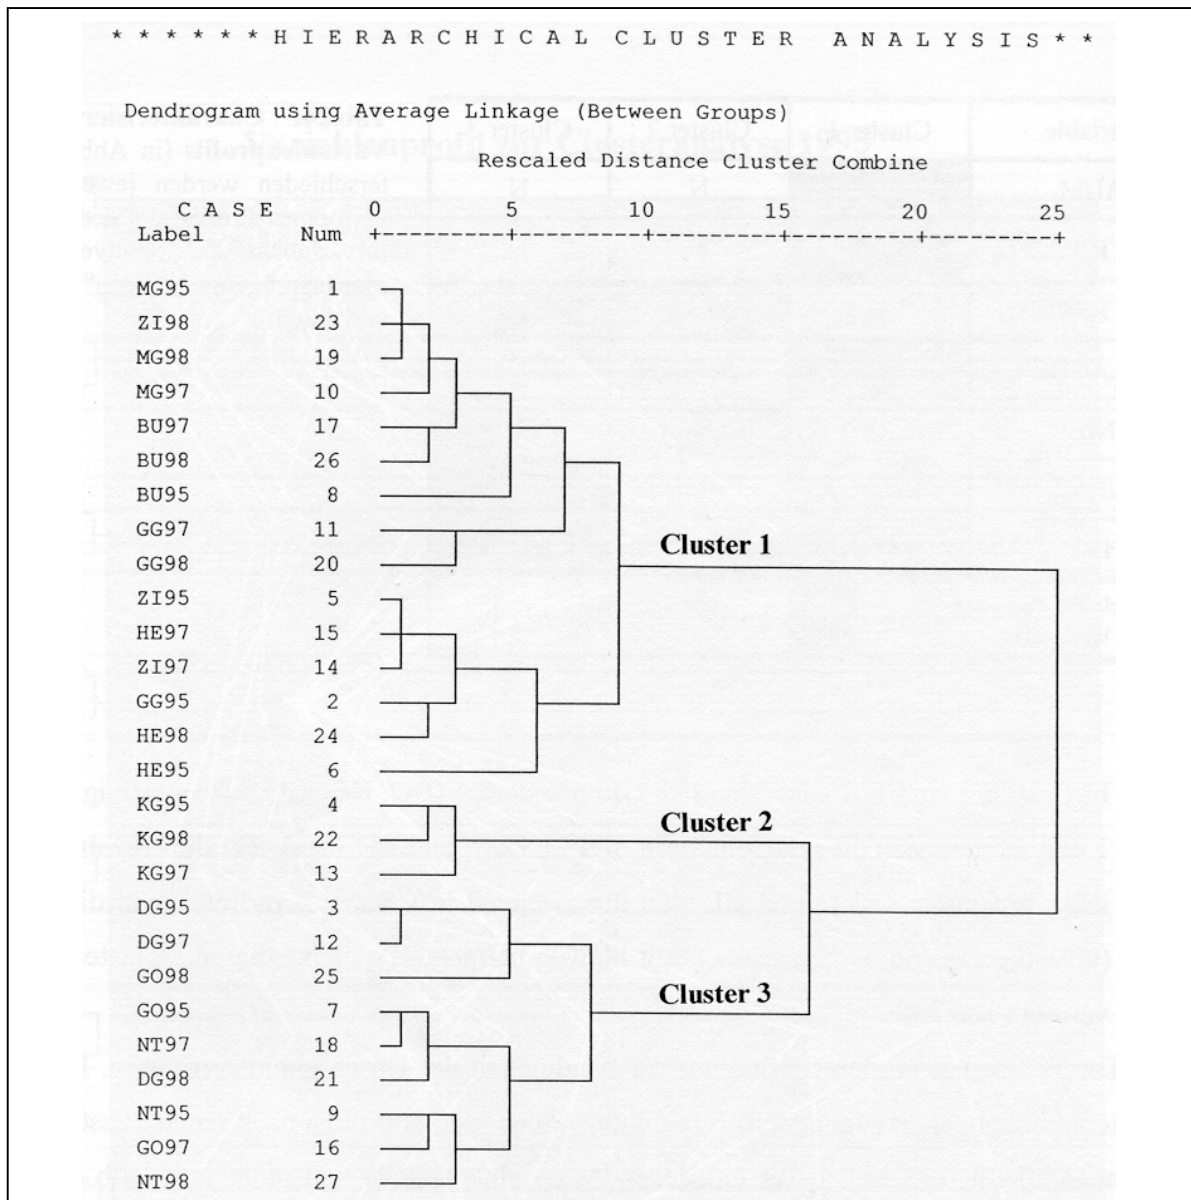 * * * * * * H I E R A R C H I C A L   C L U S T E R   A N A L Y S I S * *
Dendrogram using Average Linkage (Between Groups)
Rescaled Distance Cluster Combine
C A S E 0 5 10 15 20 25
Label Num +---------+---------+---------+---------+---------+
MG95 1
ZI98 23
MG98 19
MG97 10
BU97 17
BU98 26
BU95 8
GG97 11
Cluster 1
GG98 20
ZI95 5
HE97 15
ZI97 14
GG95 2
HE98 24
HE95 6
KG95 4
Cluster 2
KG98 22
KG97 13
DG95 3
DG97 12
GO98 25
Cluster 3
GO95 7
NT97 18
DG98 21
NT95 9
GO97 16
NT98 27